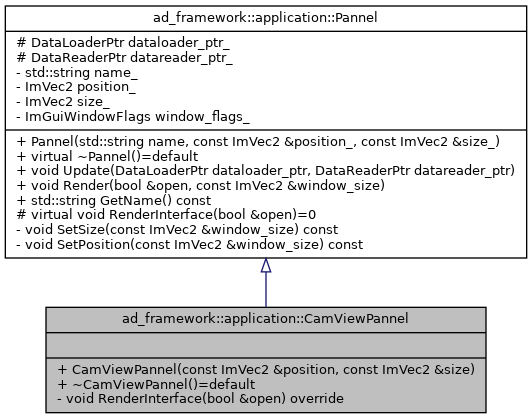 ad_framework::application::Pannel
# DataLoaderPtr dataloader_ptr_
# DataReaderPtr datareader_ptr_
- std::string name_
- ImVec2 position_
- ImVec2 size_
- ImGuiWindowFlags window_flags_
+ Pannel(std::string name, const ImVec2 &position_, const ImVec2 &size_)
+ virtual ~Pannel()=default
+ void Update(DataLoaderPtr dataloader_ptr, DataReaderPtr datareader_ptr)
+ void Render(bool &open, const ImVec2 &window_size)
+ std::string GetName() const
# virtual void RenderInterface(bool &open)=0
- void SetSize(const ImVec2 &window_size) const
- void SetPosition(const ImVec2 &window_size) const
ad_framework::application::CamViewPannel
+ CamViewPannel(const ImVec2 &position, const ImVec2 &size)
+ ~CamViewPannel()=default
- void RenderInterface(bool &open) override